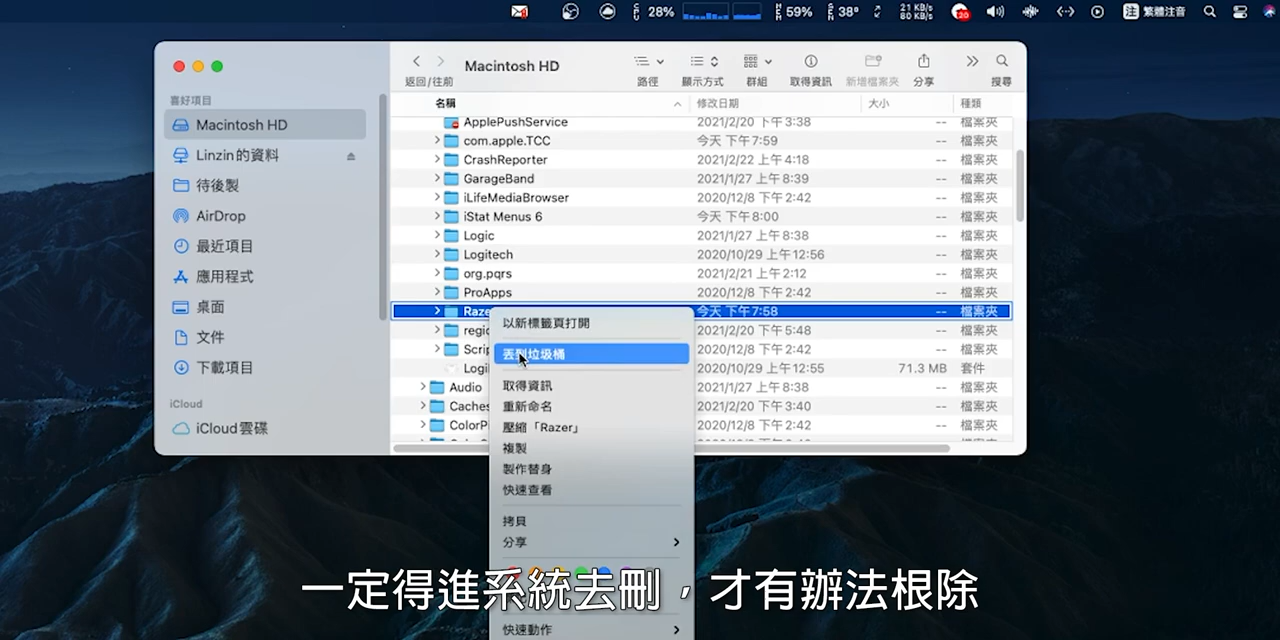 28%
59%
38°
21 KB/s
80 KB/s
20
注 繁體注音
Macintosh HD
返回/往前
路徑
顯示方式
群組
取得資訊
新增檔案夾
分享
搜尋
喜好項目
Macintosh HD
Linzin的資料
待後製
AirDrop
最近項目
應用程式
桌面
文件
下載項目
iCloud
iCloud雲碟
名稱 修改日期 大小 種類
ApplePushService 2021/2/20 下午3:38 -- 檔案夾
com.apple.TCC 今天 下午7:59 -- 檔案夾
CrashReporter 2021/2/22 上午4:18 -- 檔案夾
GarageBand 2021/1/27 上午8:39 -- 檔案夾
iLifeMediaBrowser 2020/12/8 下午2:42 -- 檔案夾
iStat Menus 6 今天 下午8:00 -- 檔案夾
Logic 2021/1/27 上午8:38 -- 檔案夾
Logitech 2020/10/29 上午12:56 -- 檔案夾
org.pqrs 2021/2/21 上午2:12 -- 檔案夾
ProApps 2020/12/8 下午2:42 -- 檔案夾
Raze 今天 下午7:58 -- 檔案夾
regi 2021/2/20 下午5:48 -- 檔案夾
Scri 2020/12/8 下午2:42 -- 檔案夾
Logi 2020/10/29 上午12:55 71.3 MB 套件
Audio 2021/1/27 上午8:38 -- 檔案夾
Caches 2021/2/20 下午3:40 -- 檔案夾
ColorP 2020/12/8 下午2:42 -- 檔案夾
以新標籤頁打開
丟到垃圾桶
取得資訊
重新命名
壓縮「Razer」
複製
製作替身
快速查看
拷貝
分享
快速動作
一定得進系統去刪，才有辦法根除